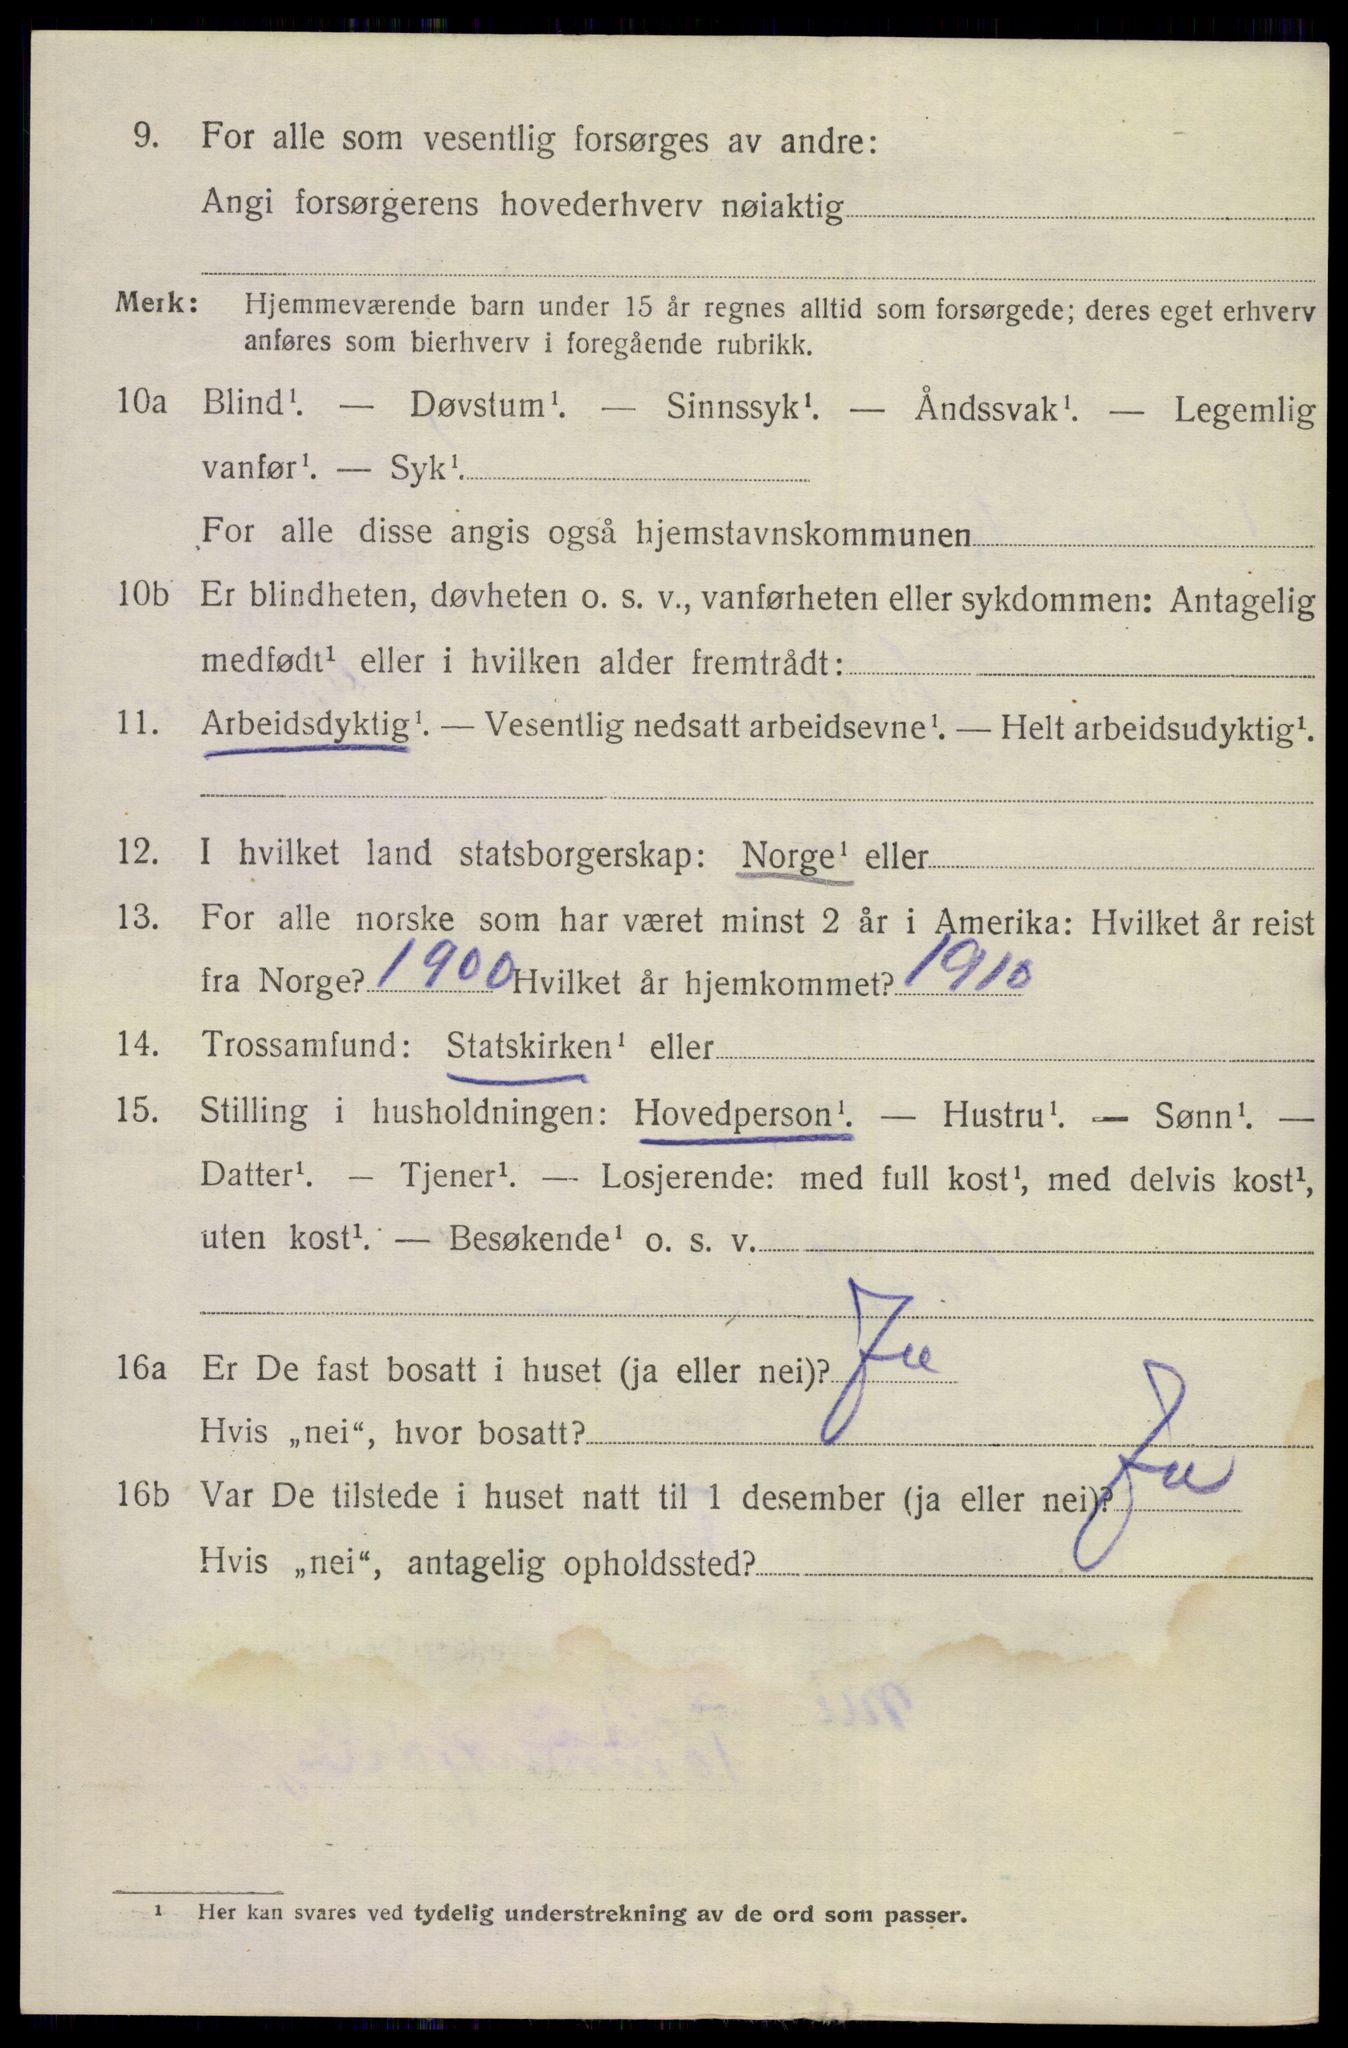 9. For alle som vesentlig forsørges av andre:
Angi forsørgerens hovederhverv nøiaktig
Merk: Hjemmeværende barn under 15 år regnes alltid som forsørgede; deres eget erhverv
anføres som bierhverv i foregående rubrikk.
10a Blind¹. — Døvstum¹. — Sinnssyk¹. — Åndssvak¹. — Legemlig
vanfør¹. — Syk¹.
For alle disse angis også hjemstavnskommunen
10b Er blindheten, døvheten o. s. v., vanførheten eller sykdommen: Antagelig
medfødt¹ eller i hvilken alder fremtrådt:
11. Arbeidsdyktig¹. — Vesentlig nedsatt arbeidsevne¹. — Helt arbeidsudyktig¹.
12. I hvilket land statsborgerskap: Norge¹ eller
13. For alle norske som har været minst 2 år i Amerika: Hvilket år reist
fra Norge? 1900 Hvilket år hjemkommet? 1910
14. Trossamfund: Statskirken¹ eller
15. Stilling i husholdningen: Hovedperson¹. — Hustru¹. — Sønn¹. —
Datter¹. — Tjener¹. — Losjerende: med full kost¹, med delvis kost¹,
uten kost¹. — Besøkende¹ o. s. v.
16a Er De fast bosatt i huset (ja eller nei)? Ja
Hvis „nei“, hvor bosatt?
16b Var De tilstede i huset natt til 1 desember (ja eller nei)? Ja
Hvis „nei“, antagelig opholdssted?
¹ Her kan svares ved tydelig understrekning av de ord som passer.